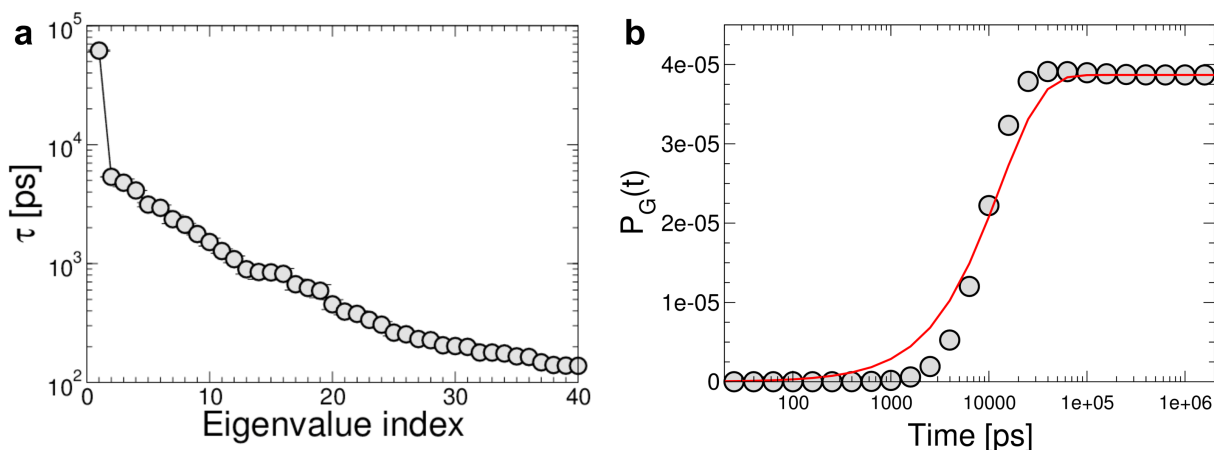 a
10^5
10^4
10^3
10^2
τ [ps]
0
10
20
30
40
Eigenvalue index
b
4e-05
3e-05
2e-05
1e-05
0
P_G(t)
100
1000
10000
1e+05
1e+06
Time [ps]